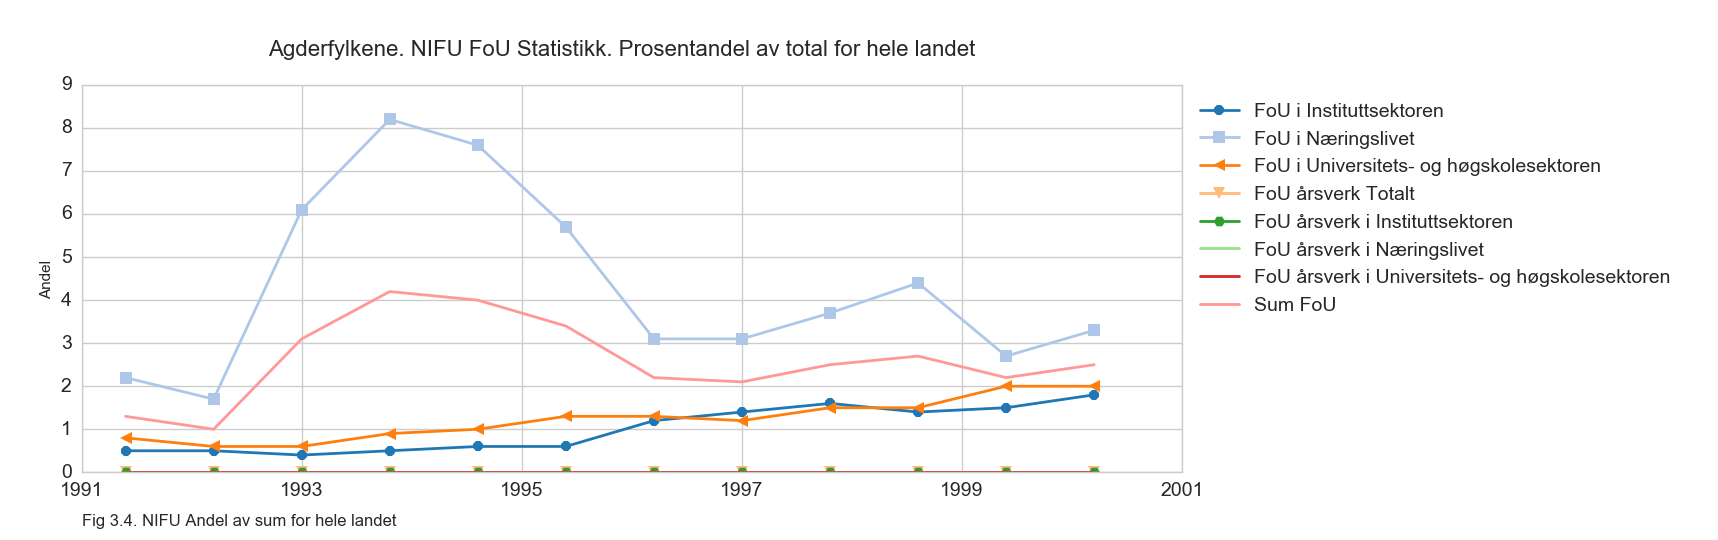 Agderfylkene. NIFU FoU Statistikk. Prosentandel av total for hele landet
9
8
7
6
5
4
3
2
1
0
Andel
1991
1993
1995
1997
1999
2001
FoU i Instituttsektoren
FoU i Næringslivet
FoU i Universitets- og høgskolesektoren
FoU årsverk Totalt
FoU årsverk i Instituttsektoren
FoU årsverk i Næringslivet
FoU årsverk i Universitets- og høgskolesektoren
Sum FoU
Fig 3.4. NIFU Andel av sum for hele landet